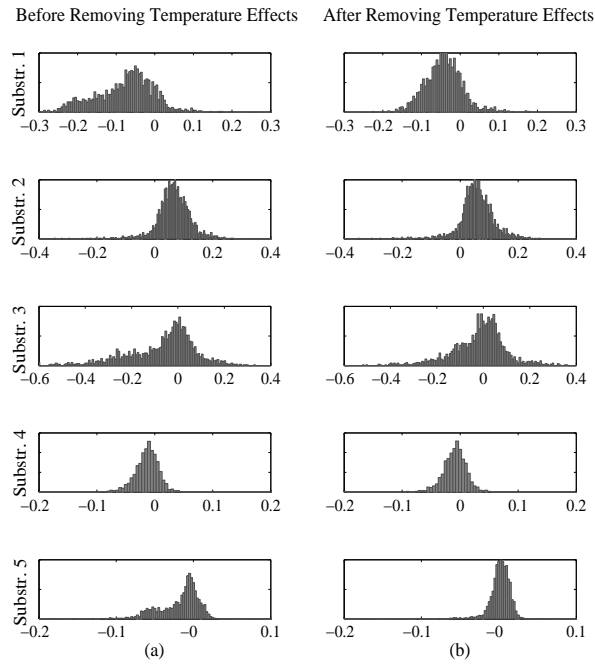 Before Removing Temperature Effects After Removing Temperature Effects
Substr. 1
−0.3 −0.2 −0.1 0 0.1 0.2 0.3
−0.3 −0.2 −0.1 0 0.1 0.2 0.3
Substr. 2
−0.4 −0.2 0 0.2 0.4
−0.4 −0.2 0 0.2 0.4
Substr. 3
−0.6 −0.4 −0.2 0 0.2 0.4
−0.6 −0.4 −0.2 0 0.2 0.4
Substr. 4
−0.2 −0.1 0 0.1 0.2
−0.2 −0.1 0 0.1 0.2
Substr. 5
−0.2 −0.1 −0 0.1
−0.2 −0.1 −0 0.1
(a) (b)